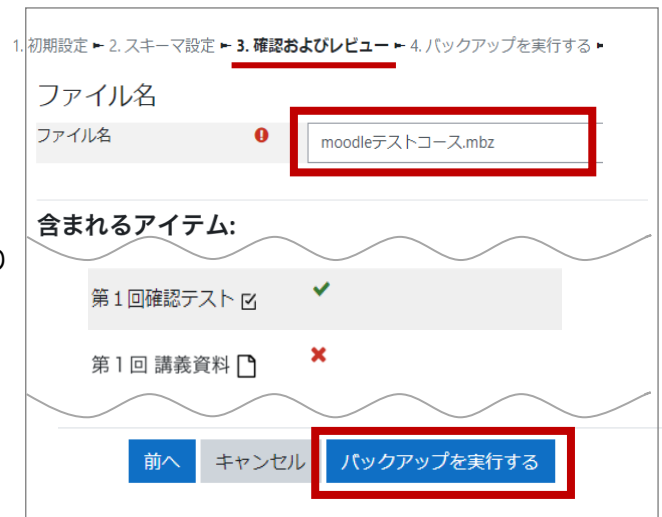 1. 初期設定 ► 2. スキーマ設定 ► 3. 確認およびレビュー ► 4. バックアップを実行する ►
ファイル名
ファイル名 moodleテストコース.mbz
含まれるアイテム:
第1回確認テスト
第1回 講義資料
前へ キャンセル バックアップを実行する